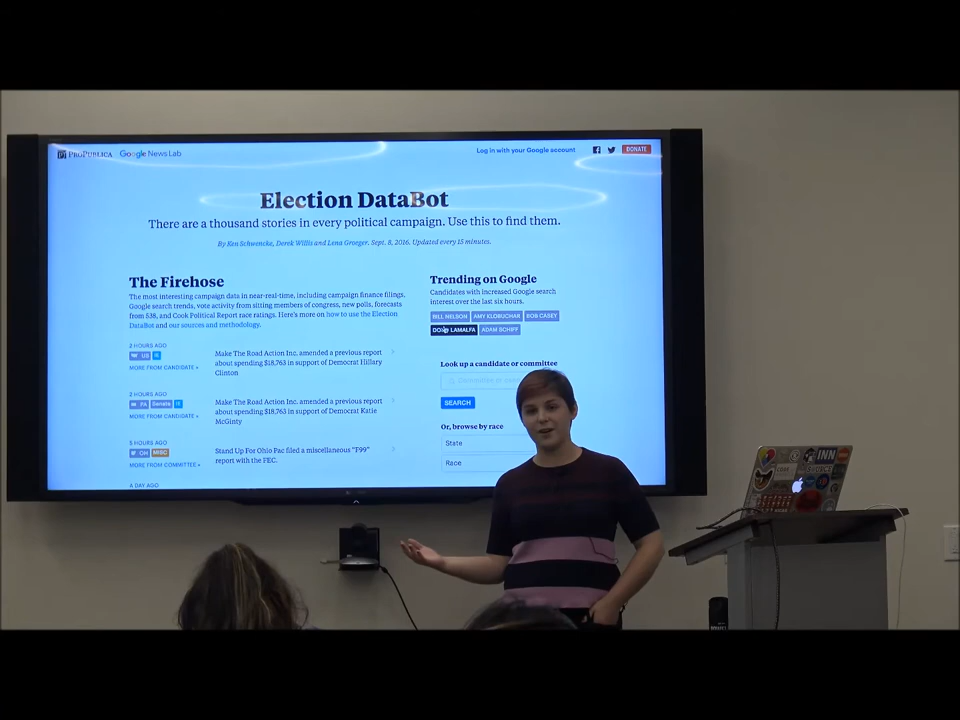 PROPUBLICA Google News Lab
Log in with your Google account
DONATE
Election DataBot
There are a thousand stories in every political campaign. Use this to find them.
By Ken Schwencke, Derek Willis and Lena Groeger. Sept. 8, 2016. Updated every 15 minutes.
The Firehose
The most interesting campaign data in near-real-time, including campaign finance filings,
Google search trends, vote activity from sitting members of congress, new polls, forecasts
from 538, and Cook Political Report race ratings. Here's more on how to use the Election
DataBot and our sources and methodology.
2 HOURS AGO
US IE
MORE FROM CANDIDATE »
Make The Road Action Inc. amended a previous report
about spending $18,763 in support of Democrat Hillary
Clinton
2 HOURS AGO
PA Senate IE
MORE FROM CANDIDATE »
Make The Road Action Inc. amended a previous report
about spending $18,763 in support of Democrat Katie
McGinty
5 HOURS AGO
OH MISC
MORE FROM COMMITTEE »
Stand Up For Ohio Pac filed a miscellaneous "F99"
report with the FEC.
A DAY AGO
Trending on Google
Candidates with increased Google search
interest over the last six hours.
BILL NELSON AMY KLOBUCHAR BOB CASEY
LAMALFA ADAM SCHIFF
Look up a candidate or committee
SEARCH
Or, browse by race
State
Race
INN